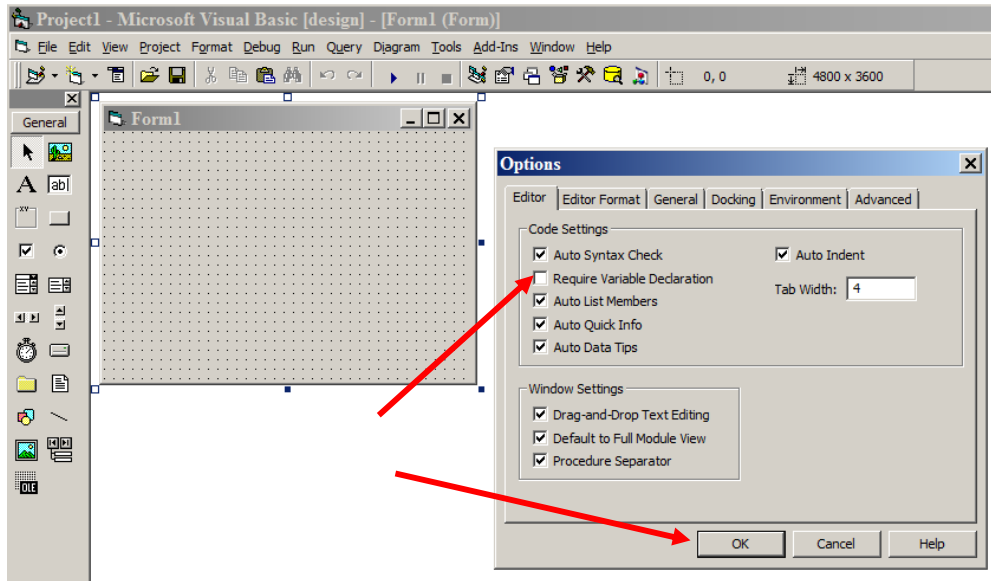 Project1 - Microsoft Visual Basic [design] - [Form1 (Form)]
File Edit View Project Format Debug Run Query Diagram Tools Add-Ins Window Help
0, 0 4800 x 3600
General
Form1
A ab|
XY
OLE
Options
Editor Editor Format General Docking Environment Advanced
Code Settings
Auto Syntax Check Auto Indent
Require Variable Declaration Tab Width: 4
Auto List Members
Auto Quick Info
Auto Data Tips
Window Settings
Drag-and-Drop Text Editing
Default to Full Module View
Procedure Separator
OK Cancel Help